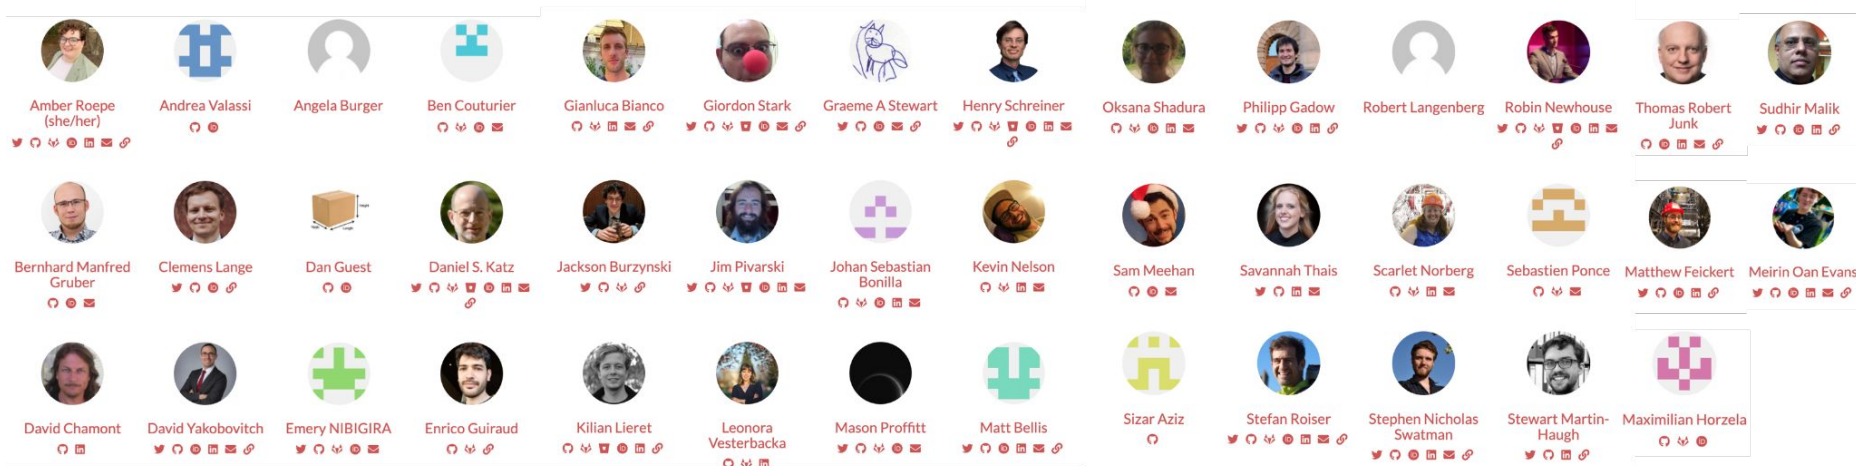 Amber Roepe
(she/her)
Andrea Valassi
Angela Burger
Ben Couturier
Gianluca Bianco
Giordon Stark
Graeme A Stewart
Henry Schreiner
Oksana Shadura
Philipp Gadow
Robert Langenberg
Robin Newhouse
Thomas Robert
Junk
Sudhir Malik
Bernhard Manfred
Gruber
Clemens Lange
Dan Guest
Daniel S. Katz
Jackson Burzynski
Jim Pivarski
Johan Sebastian
Bonilla
Kevin Nelson
Sam Meehan
Savannah Thais
Scarlet Norberg
Sebastien Ponce
Matthew Feickert
Meirin Oan Evans
David Chamont
David Yakobovitch
Emery NIBIGIRA
Enrico Guiraud
Kilian Lieret
Leonora
Vesterbacka
Mason Proffitt
Matt Bellis
Sizar Aziz
Stefan Roiser
Stephen Nicholas
Swatman
Stewart Martin-
Haugh
Maximilian Horzela